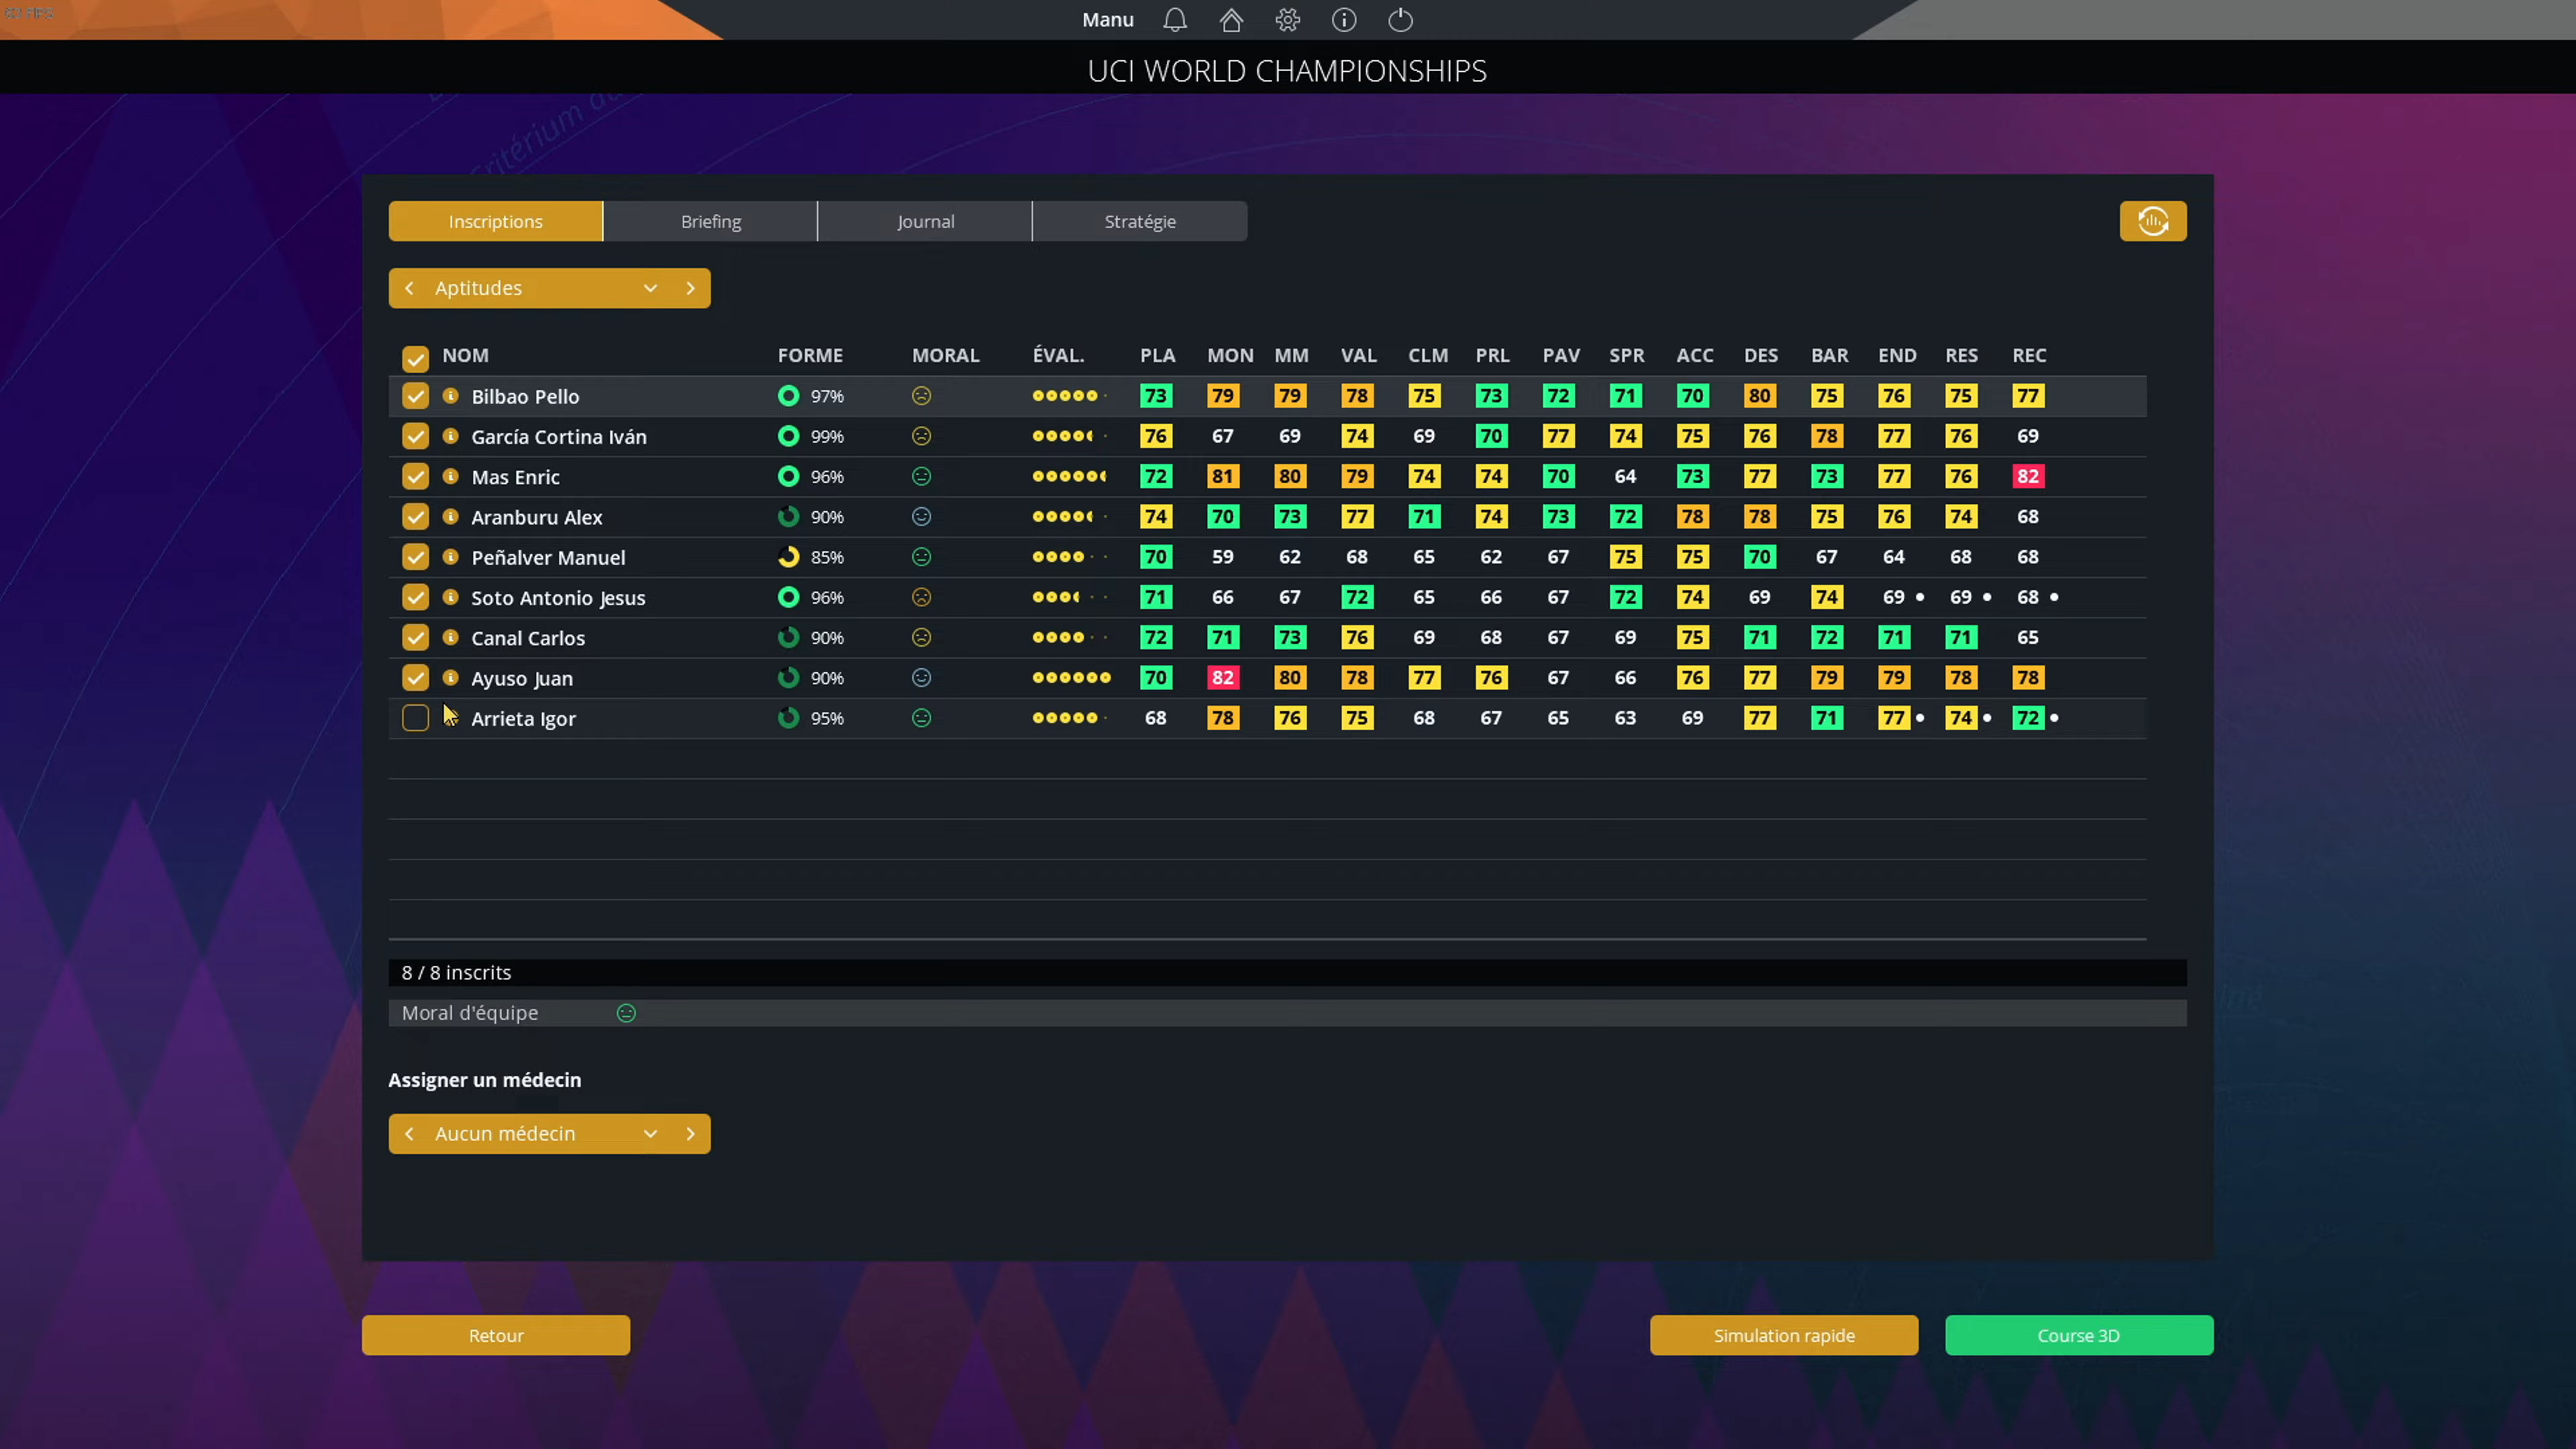 Manu
UCI WORLD CHAMPIONSHIPS
Inscriptions Briefing Journal Stratégie
Aptitudes
NOM FORME MORAL ÉVAL. PLA MON MM VAL CLM PRL PAV SPR ACC DES BAR END RES REC
Bilbao Pello 97% 73 79 79 78 75 73 72 71 70 80 75 76 75 77
García Cortina Iván 99% 76 67 69 74 69 70 77 74 75 76 78 77 76 69
Mas Enric 96% 72 81 80 79 74 74 70 64 73 77 73 77 76 82
Aranburu Alex 90% 74 70 73 77 71 74 73 72 78 78 75 76 74 68
Peñalver Manuel 85% 70 59 62 68 65 62 67 75 75 70 67 64 68 68
Soto Antonio Jesus 96% 71 66 67 72 65 66 67 72 74 69 74 69 69 68
Canal Carlos 90% 72 71 73 76 69 68 67 69 75 71 72 71 71 65
Ayuso Juan 90% 70 82 80 78 77 76 67 66 76 77 79 79 78 78
Arrieta Igor 95% 68 78 76 75 68 67 65 63 69 77 71 77 74 72
8 / 8 inscrits
Moral d'équipe
Assigner un médecin
Aucun médecin
Retour Simulation rapide Course 3D